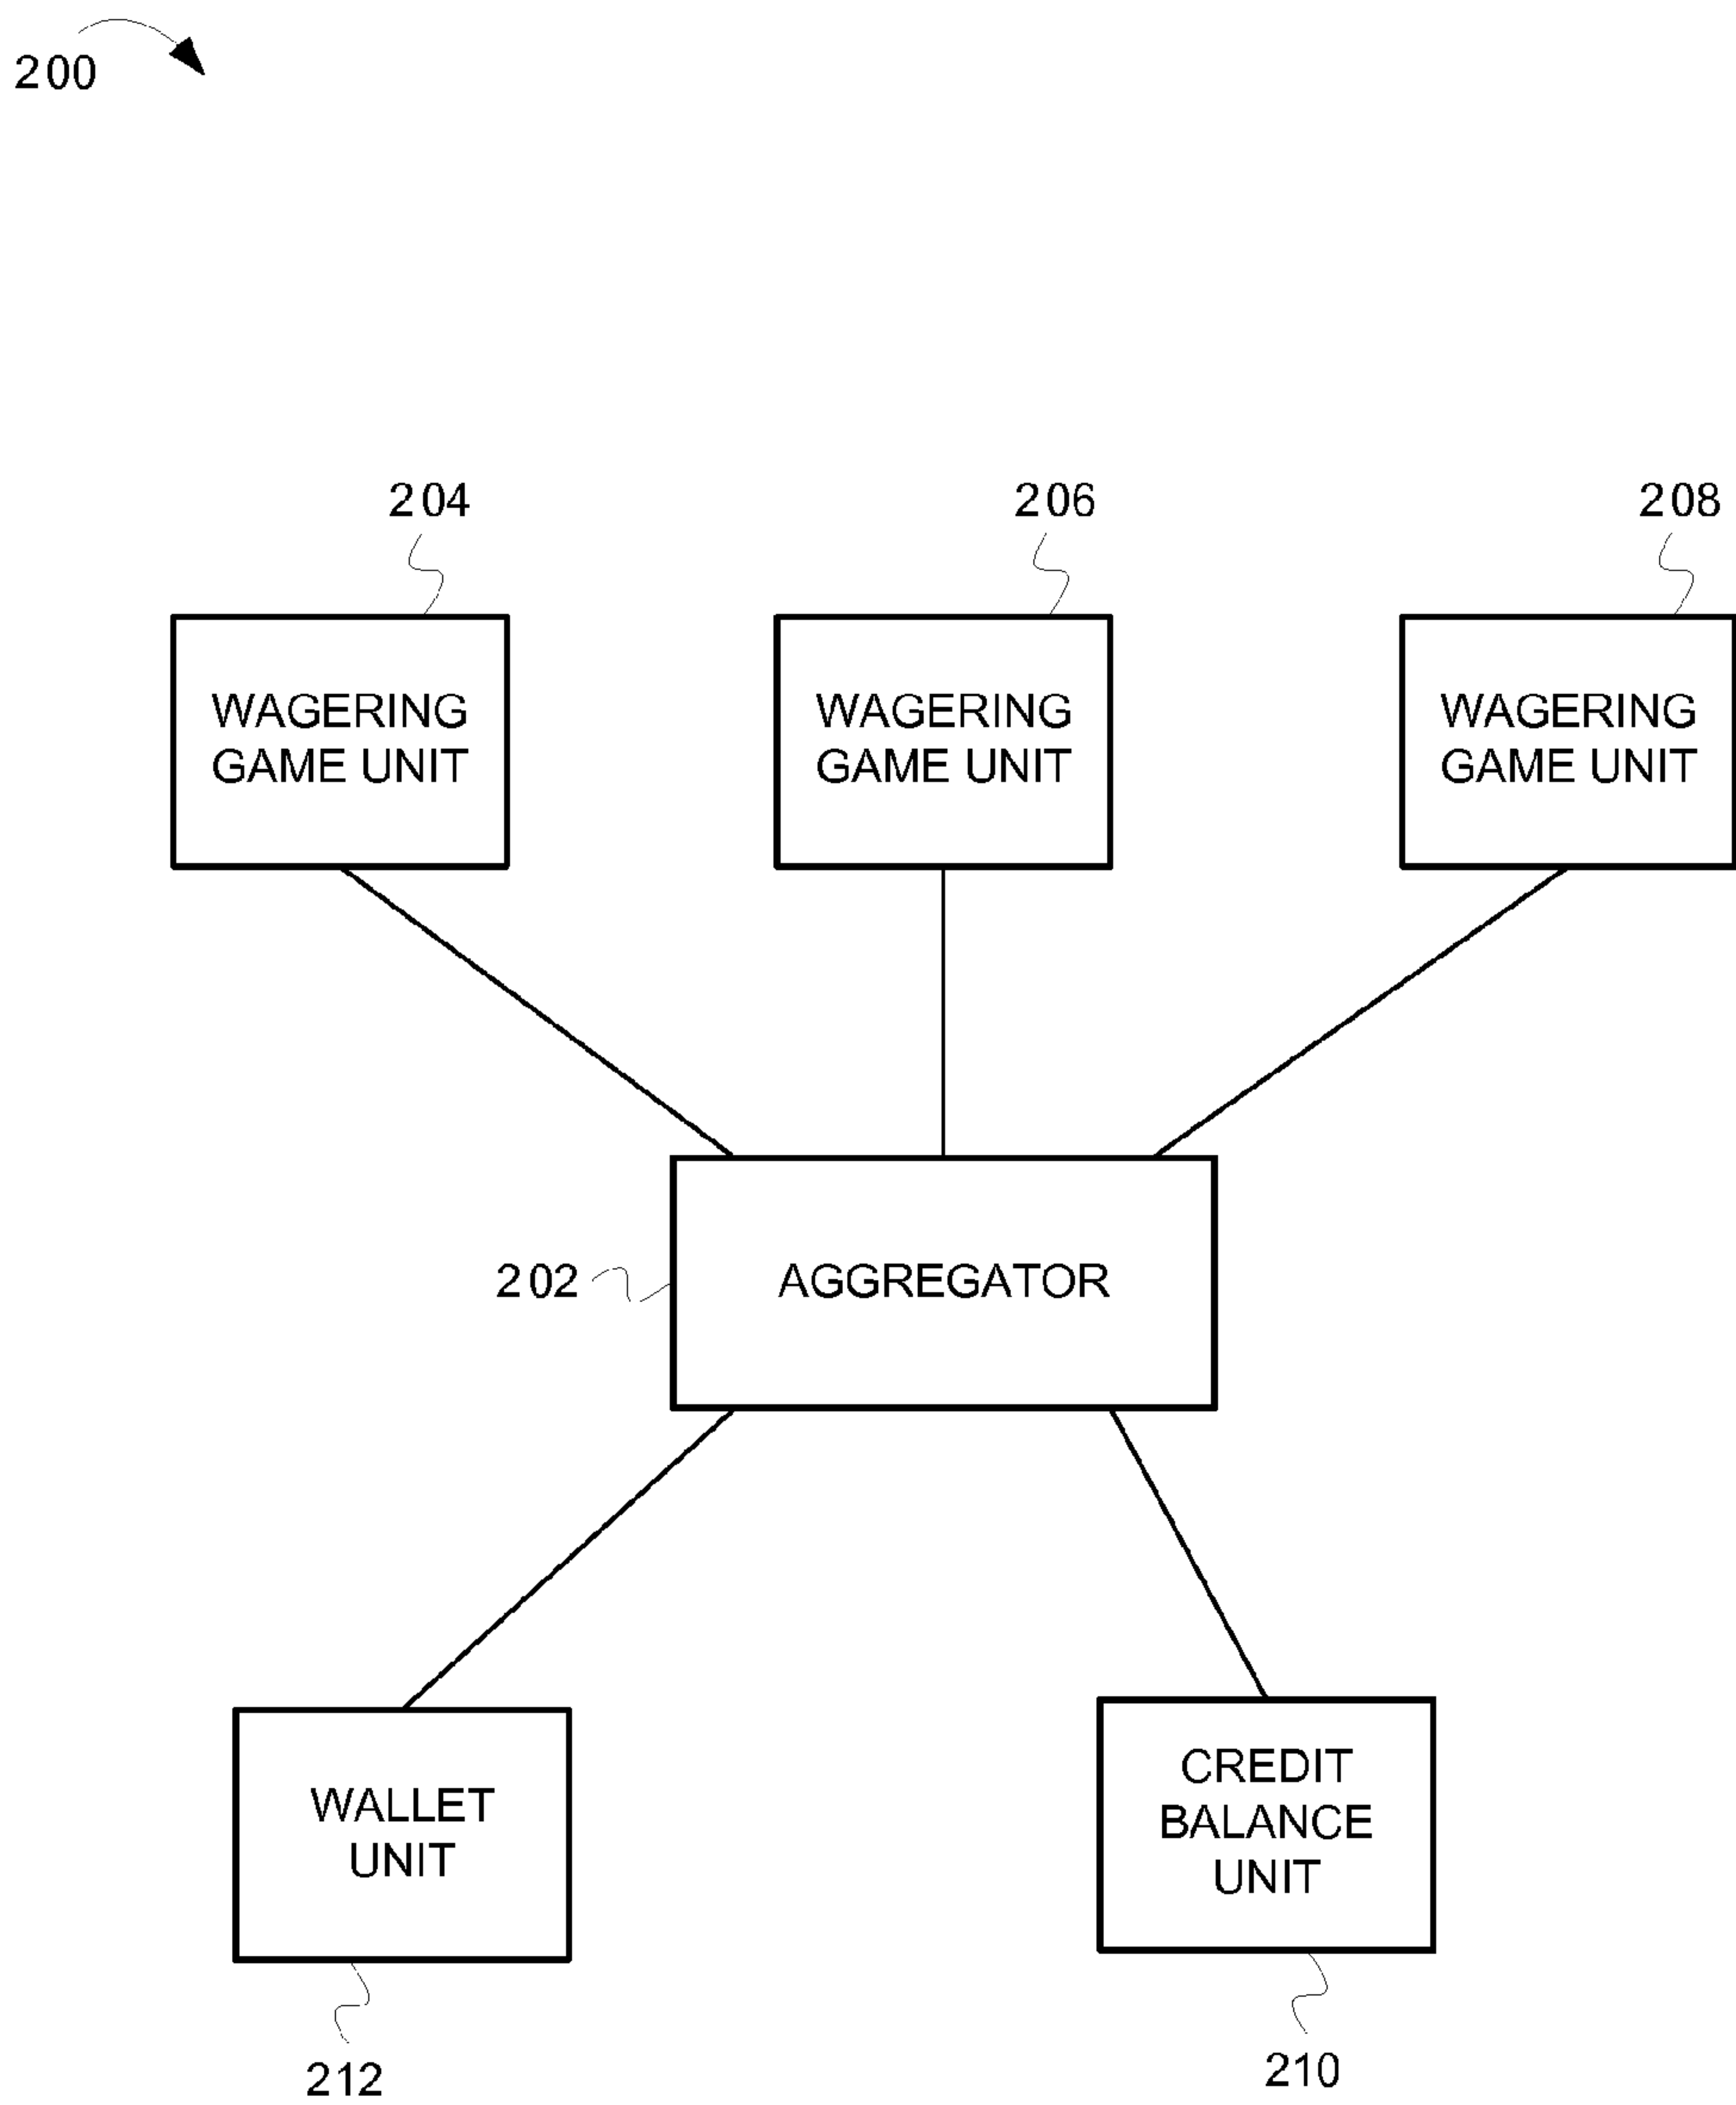 200
204
206
208
WAGERING
GAME UNIT
WAGERING
GAME UNIT
WAGERING
GAME UNIT
202
AGGREGATOR
WALLET
UNIT
CREDIT
BALANCE
UNIT
212
210